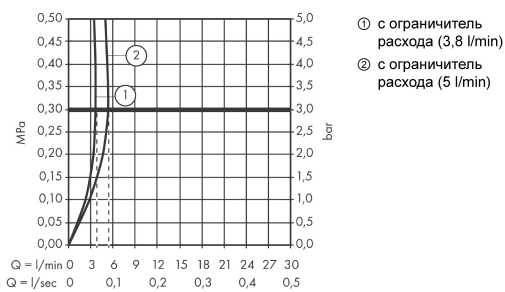 0,50 5,0
0,45 4,5
0,40 4,0
0,35 3,5
0,30 3,0
0,25 2,5
0,20 2,0
0,15 1,5
0,10 1,0
0,05 0,5
0,00 0,0
MPa
bar
2
1
Q = l/min 0 3 6 9 12 15 18 21 24 27 30
Q = l/sec 0 0,1 0,2 0,3 0,4 0,5
1 с ограничитель
расхода (3,8 l/min)
2 с ограничитель
расхода (5 l/min)